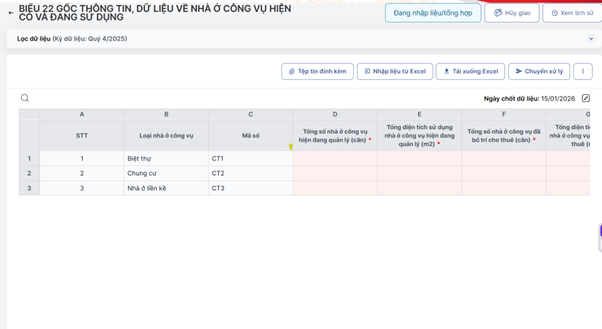 BIỂU 22 GỐC THÔNG TIN, DỮ LIỆU VỀ NHÀ Ở CÔNG VỤ HIỆN
CÓ VÀ ĐANG SỬ DỤNG
Đang nhập liệu/tổng hợp
Hủy giao
Xem lịch sử
Lọc dữ liệu (Kỳ dữ liệu: Quý 4/2025)
Tệp tin đính kèm
Nhập liệu từ Excel
Tải xuống Excel
Chuyển xử lý
Ngày chốt dữ liệu: 15/01/2026
A B C D E F G
STT
Loại nhà ở công vụ
Mã số
Tổng số nhà ở công vụ
hiện đang quản lý (căn) *
Tổng diện tích sử dụng
nhà ở công vụ hiện đang
quản lý (m2) *
Tổng số nhà ở công vụ đã
bố trí cho thuê (căn) *
Tổng diện tí
nhà ở công vụ
thuê (
1 1 Biệt thự CT1
2 2 Chung cư CT2
3 3 Nhà ở liền kề CT3